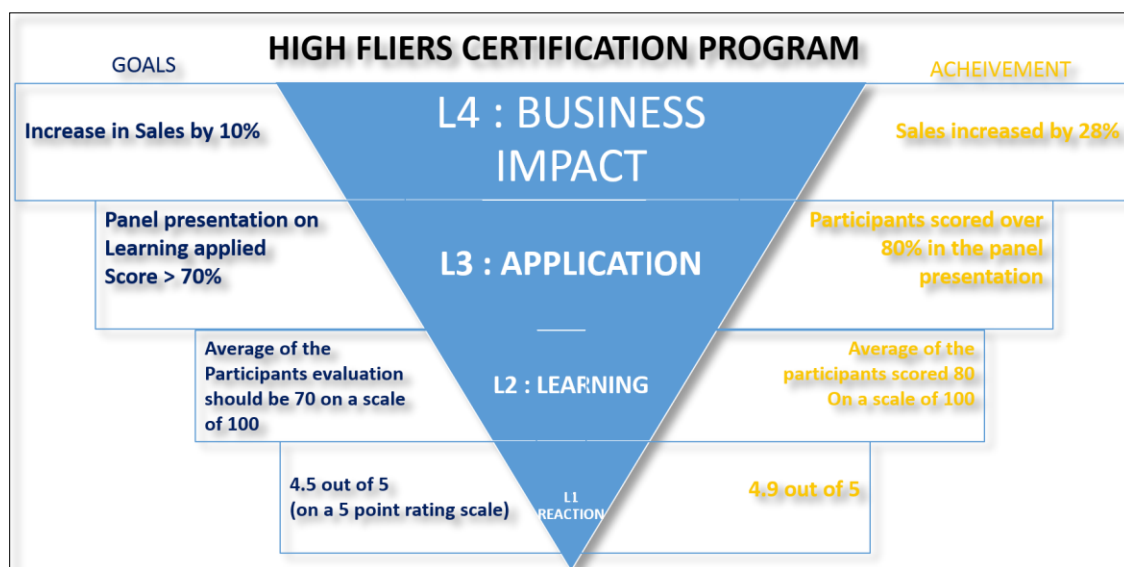 HIGH FLIERS CERTIFICATION PROGRAM
GOALS
ACHEIVEMENT
Increase in Sales by 10%
L4 : BUSINESS
IMPACT
Sales increased by 28%
Panel presentation on
Learning applied
Score > 70%
L3 : APPLICATION
Participants scored over
80% in the panel
presentation
Average of the
Participants evaluation
should be 70 on a scale
of 100
L2 : LEARNING
Average of the
participants scored 80
On a scale of 100
4.5 out of 5
(on a 5 point rating scale)
L1
REACTION
4.9 out of 5